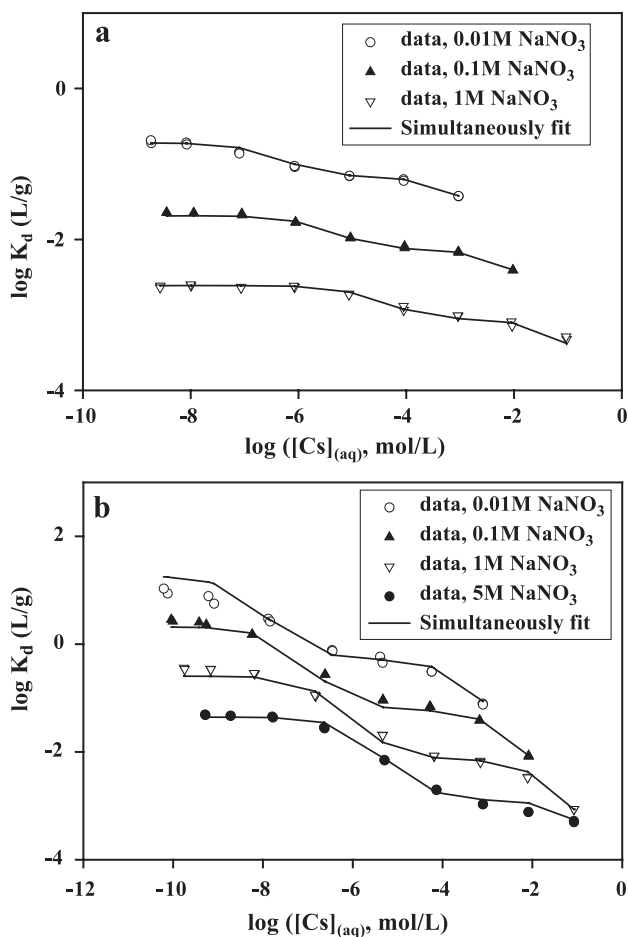 a
data, 0.01M NaNO3
data, 0.1M NaNO3
data, 1M NaNO3
Simultaneously fit
0
-2
-4
log Kd (L/g)
-10 -8 -6 -4 -2 0
log ([Cs](aq), mol/L)
b
data, 0.01M NaNO3
data, 0.1M NaNO3
data, 1M NaNO3
data, 5M NaNO3
Simultaneously fit
2
0
-2
-4
log Kd (L/g)
-12 -10 -8 -6 -4 -2 0
log ([Cs](aq), mol/L)